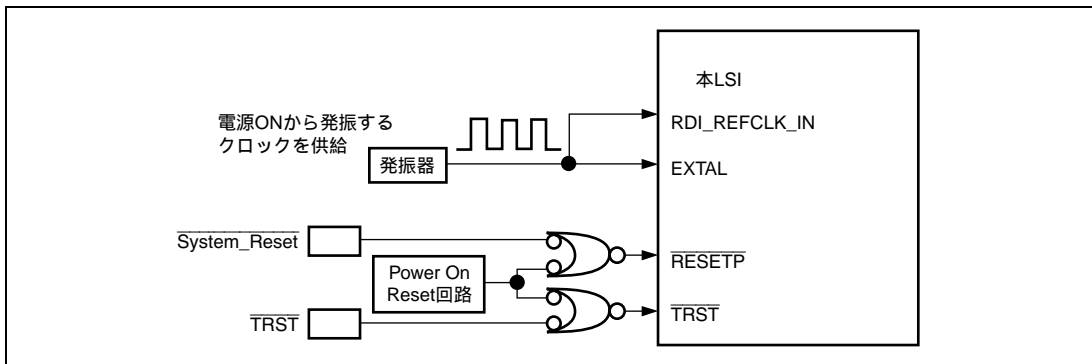 本LSI
電源ONから発振する
クロックを供給
RDI_REFCLK_IN
発振器
EXTAL
System_Reset
RESETP
Power On
Reset回路
TRST
TRST